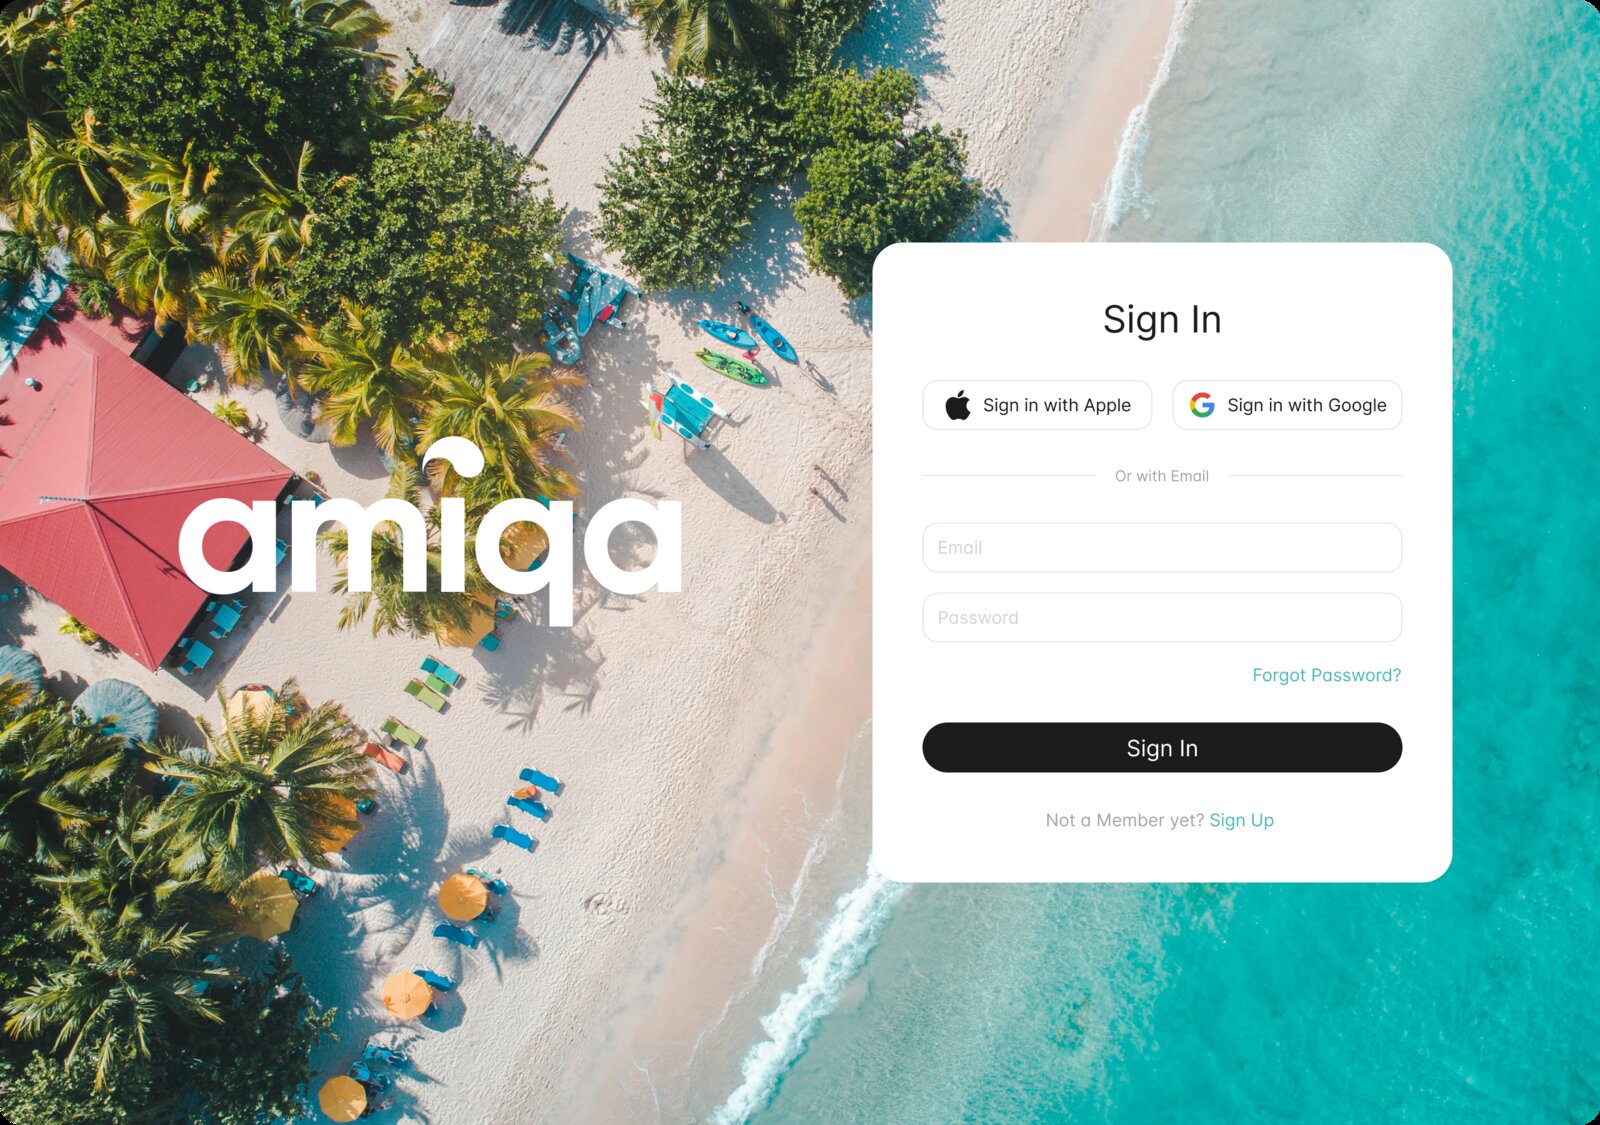 amiqa
Sign In
Sign in with Apple
Sign in with Google
Or with Email
Email
Password
Forgot Password?
Sign In
Not a Member yet? Sign Up